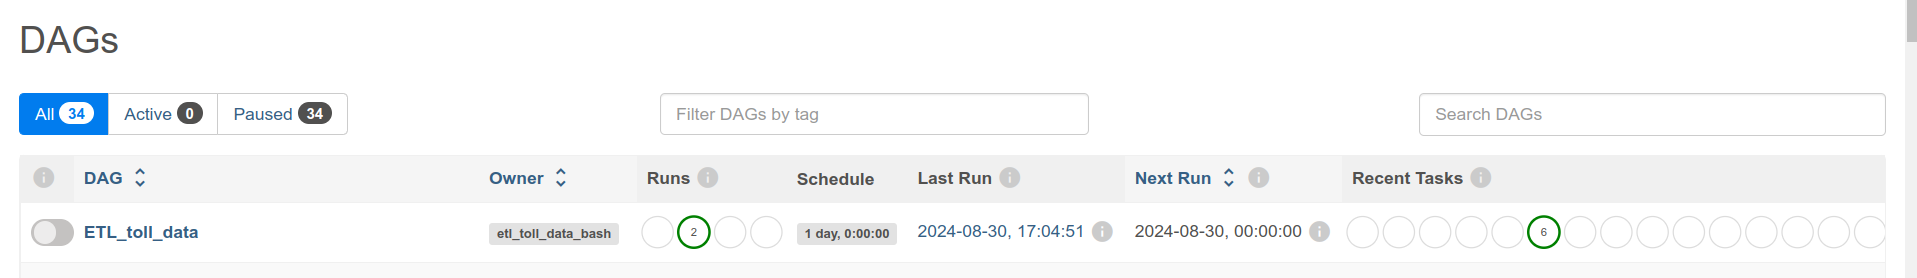 DAGs
All 34 Active 0 Paused 34 Filter DAGs by tag Search DAGs
DAG Owner Runs Schedule Last Run Next Run Recent Tasks
ETL_toll_data etl_toll_data_bash 2 1 day, 0:00:00 2024-08-30, 17:04:51 2024-08-30, 00:00:00 6